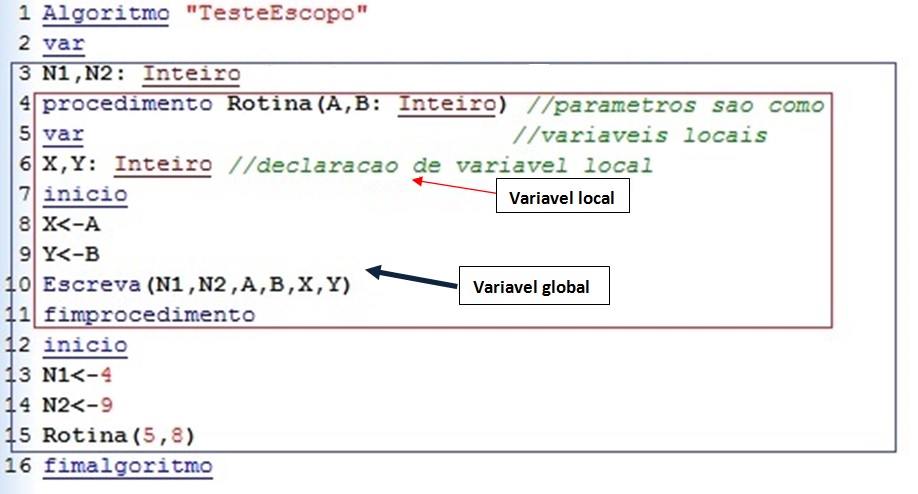 1 Algoritmo "TesteEscopo"
2 var
3 N1,N2: Inteiro
4 procedimento Rotina(A,B: Inteiro) //parametros sao como
5 var //variaveis locais
6 X,Y: Inteiro //declaracao de variavel local
7 inicio
Variavel local
8 X<-A
9 Y<-B
10 Escreva(N1,N2,A,B,X,Y)
Variavel global
11 fimprocedimento
12 inicio
13 N1<-4
14 N2<-9
15 Rotina(5,8)
16 fimalgoritmo